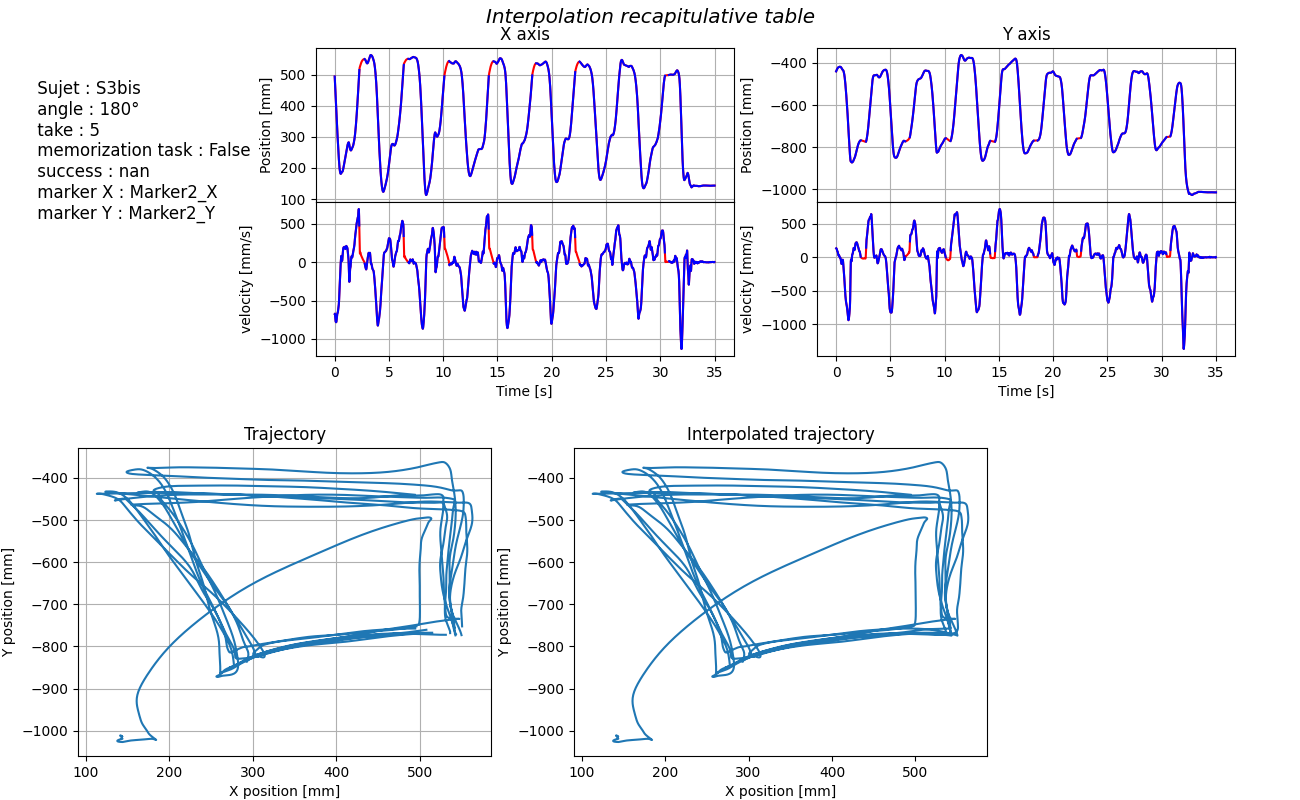 Interpolation recapitulative table
X axis
Y axis
Sujet : S3bis
angle : 180°
take : 5
memorization task : False
success : nan
marker X : Marker2_X
marker Y : Marker2_Y
Position [mm]
500
400
300
200
100
velocity [mm/s]
500
0
−500
−1000
0 5 10 15 20 25 30 35
Time [s]
Position [mm]
−400
−600
−800
−1000
velocity [mm/s]
500
0
−500
−1000
0 5 10 15 20 25 30 35
Time [s]
Trajectory
Y position [mm]
−400
−500
−600
−700
−800
−900
−1000
100 200 300 400 500
X position [mm]
Interpolated trajectory
Y position [mm]
−400
−500
−600
−700
−800
−900
−1000
100 200 300 400 500
X position [mm]